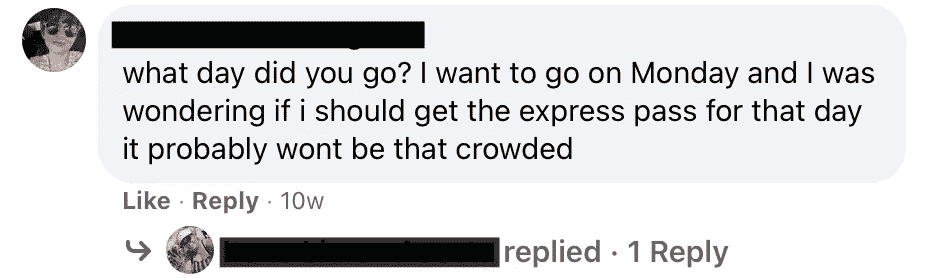 what day did you go? I want to go on Monday and I was
wondering if i should get the express pass for that day
it probably wont be that crowded
Like · Reply · 10w
replied · 1 Reply